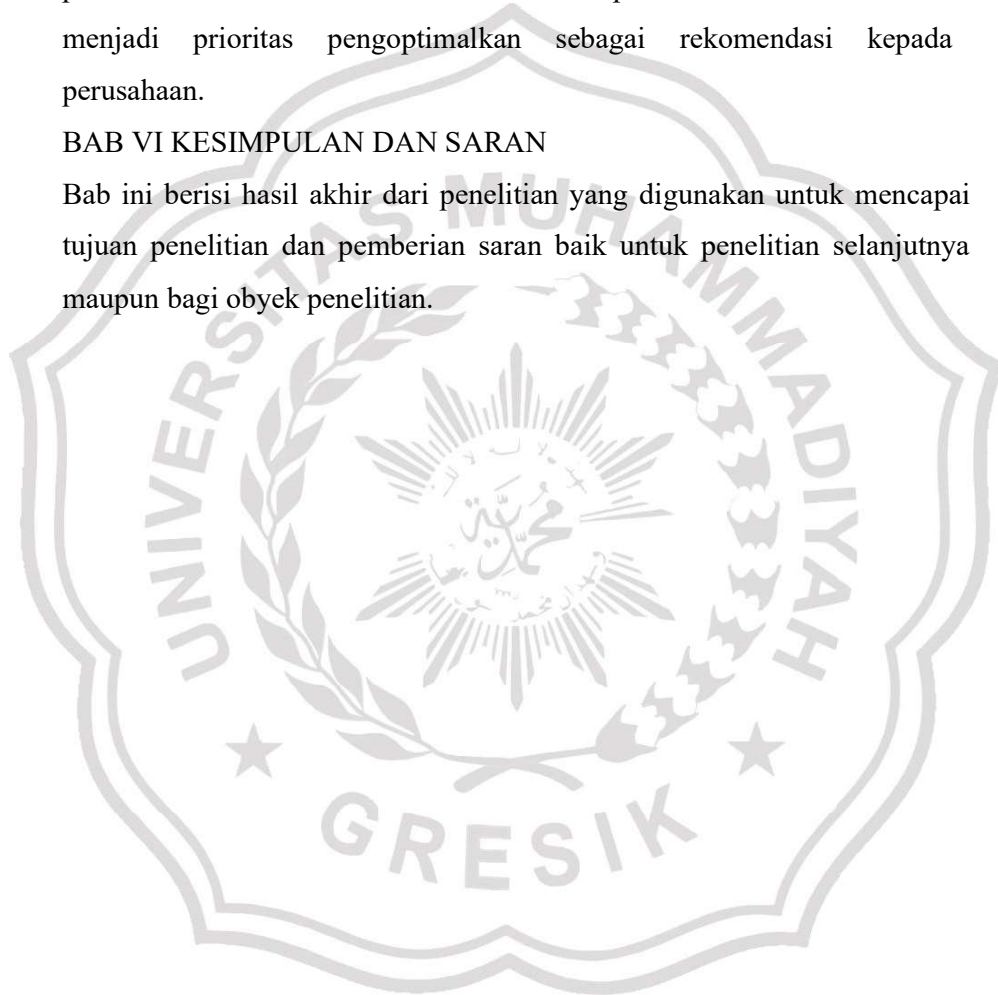 menjadi prioritas pengoptimalkan sebagai rekomendasi kepada
perusahaan.
BAB VI KESIMPULAN DAN SARAN
Bab ini berisi hasil akhir dari penelitian yang digunakan untuk mencapai
tujuan penelitian dan pemberian saran baik untuk penelitian selanjutnya
maupun bagi obyek penelitian.
UNIVERSITAS MUHAMMADIYAH
محمدية
GRESIK